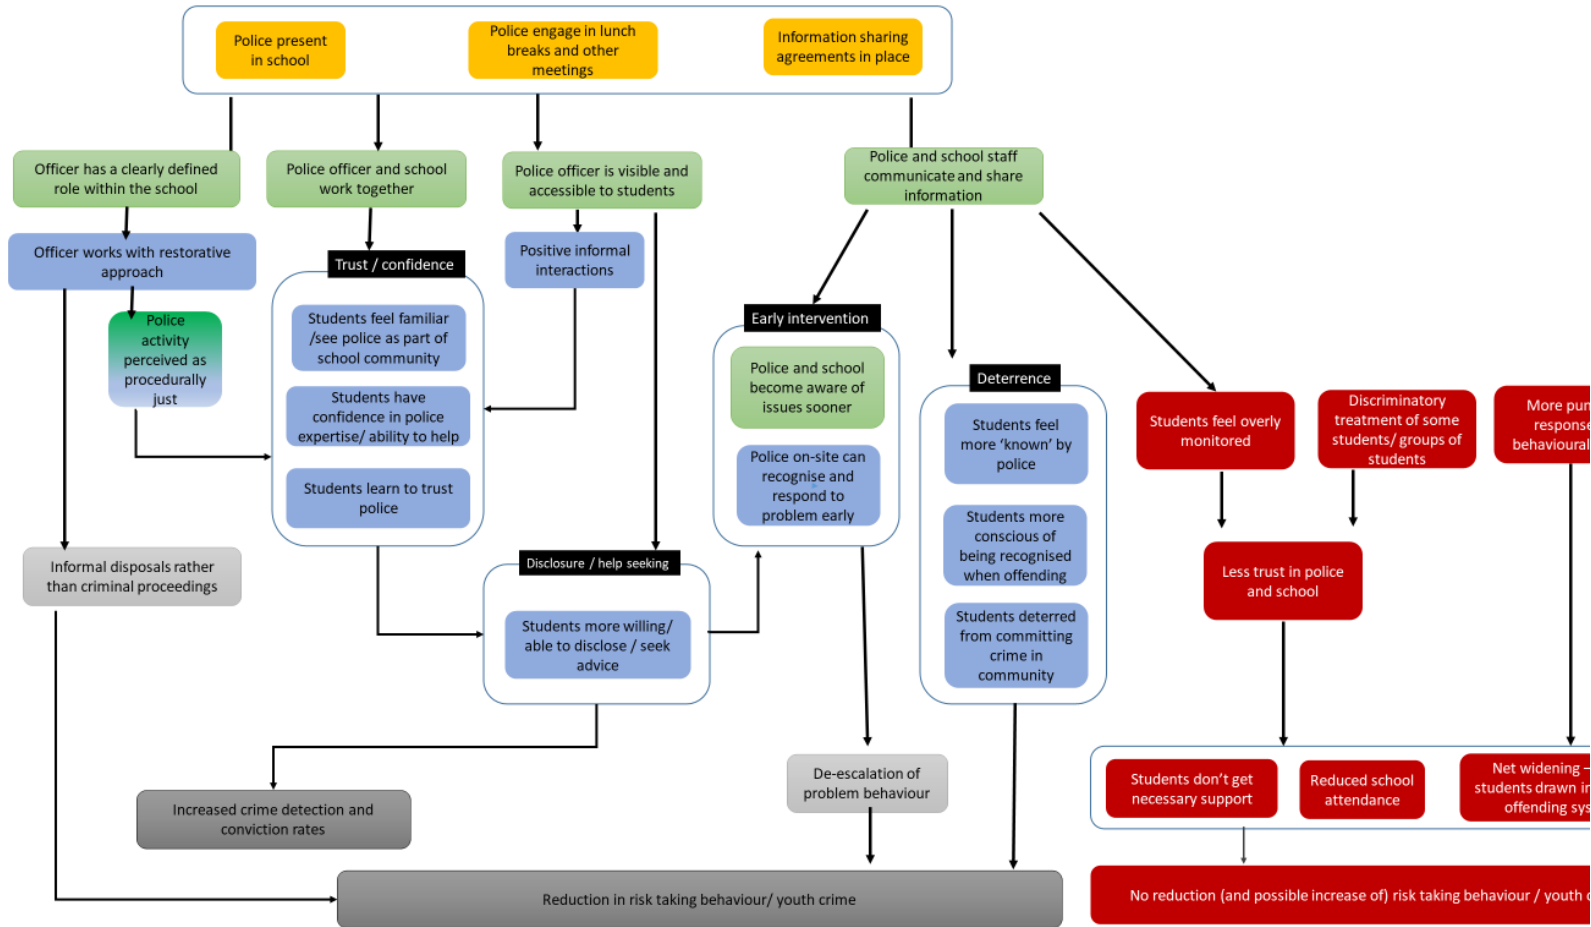 Police present
in school
Police engage in lunch
breaks and other
meetings
Information sharing
agreements in place
Officer has a clearly defined
role within the school
Police officer and school
work together
Police officer is visible and
accessible to students
Police and school staff
communicate and share
information
Officer works with restorative
approach
Trust / confidence
Positive informal
interactions
Police
activity
perceived as
procedurally
just
Students feel familiar
/see police as part of
school community
Students have
confidence in police
expertise/ ability to help
Students learn to trust
police
Early intervention
Police and school
become aware of
issues sooner
Police on-site can
recognise and
respond to
problem early
Deterrence
Students feel
more ‘known’ by
police
Students more
conscious of
being recognised
when offending
Students deterred
from committing
crime in
community
Students feel overly
monitored
Discriminatory
treatment of some
students/ groups of
students
More
behavioural
Less trust in police
and school
Informal disposals rather
than criminal proceedings
Disclosure / help seeking
Students more willing/
able to disclose / seek
advice
De-escalation of
problem behaviour
Increased crime detection and
conviction rates
Students don’t get
necessary support
Reduced school
attendance
Net widening –
students drawn
offending
Reduction in risk taking behaviour/ youth crime
No reduction (and possible increase of) risk taking behaviour / youth